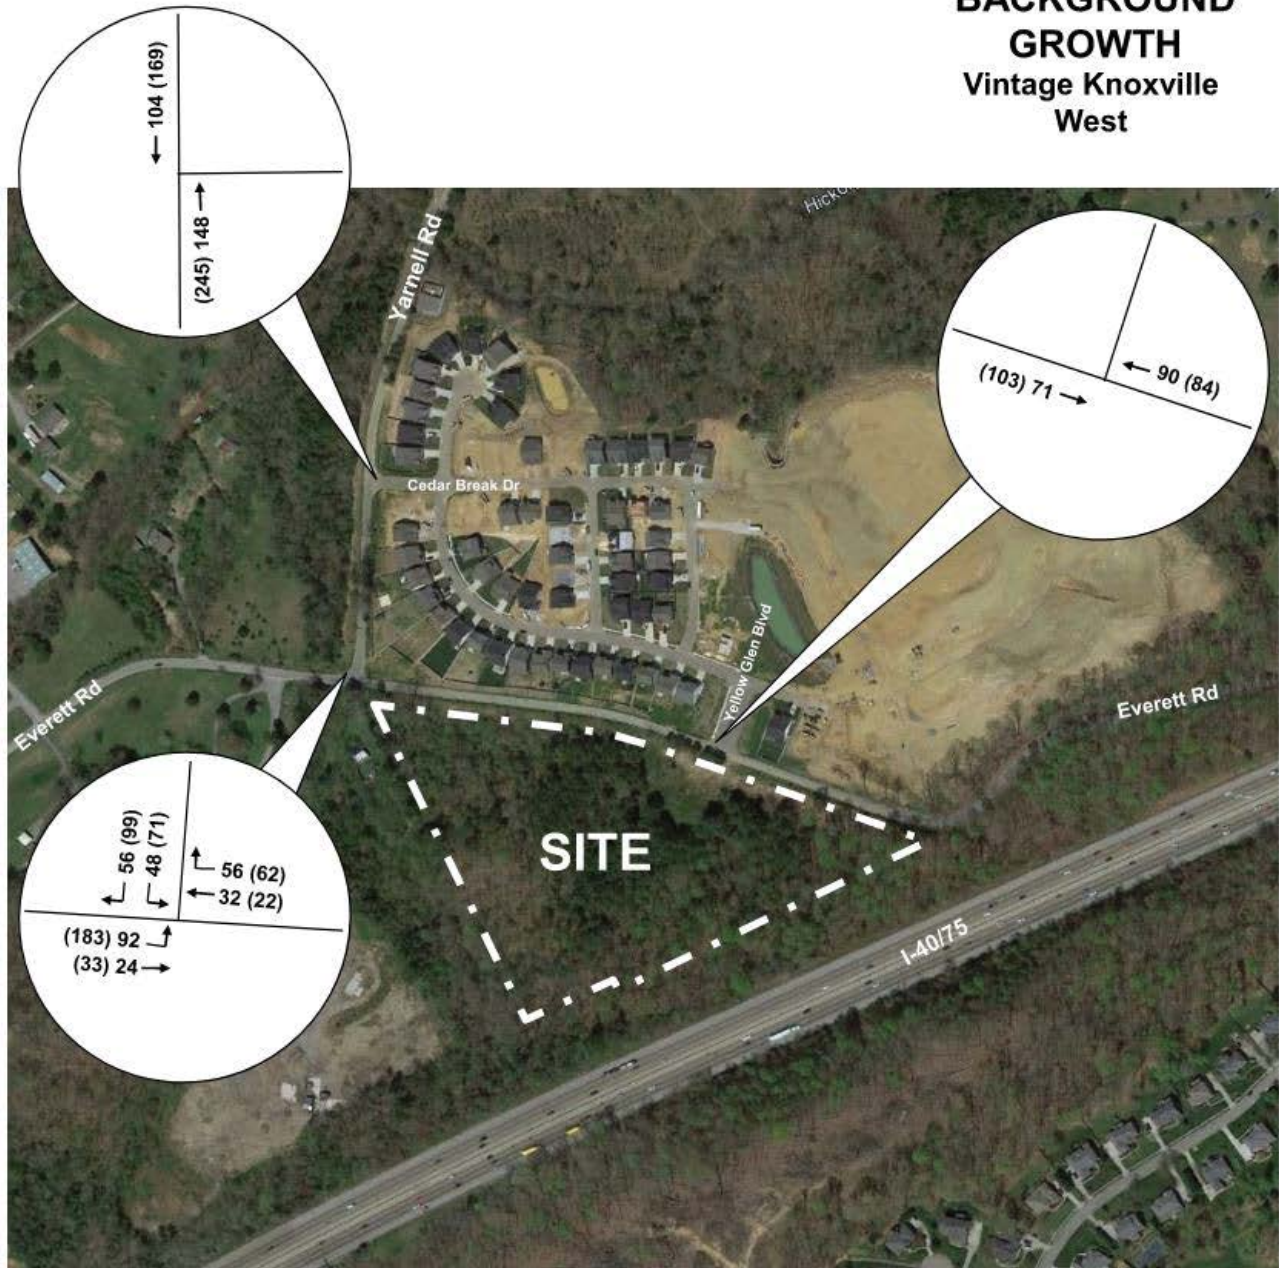 BACKGROUND
GROWTH
Vintage Knoxville
West
← 104 (169)
(245) 148 →
Yarnell Rd
(103) 71 →
← 90 (84)
Cedar Break Dr
Yellow Glen Blvd
Everett Rd
Everett Rd
56 (99)
48 (71)
56 (62)
← 32 (22)
(183) 92
(33) 24 →
SITE
I-40/75